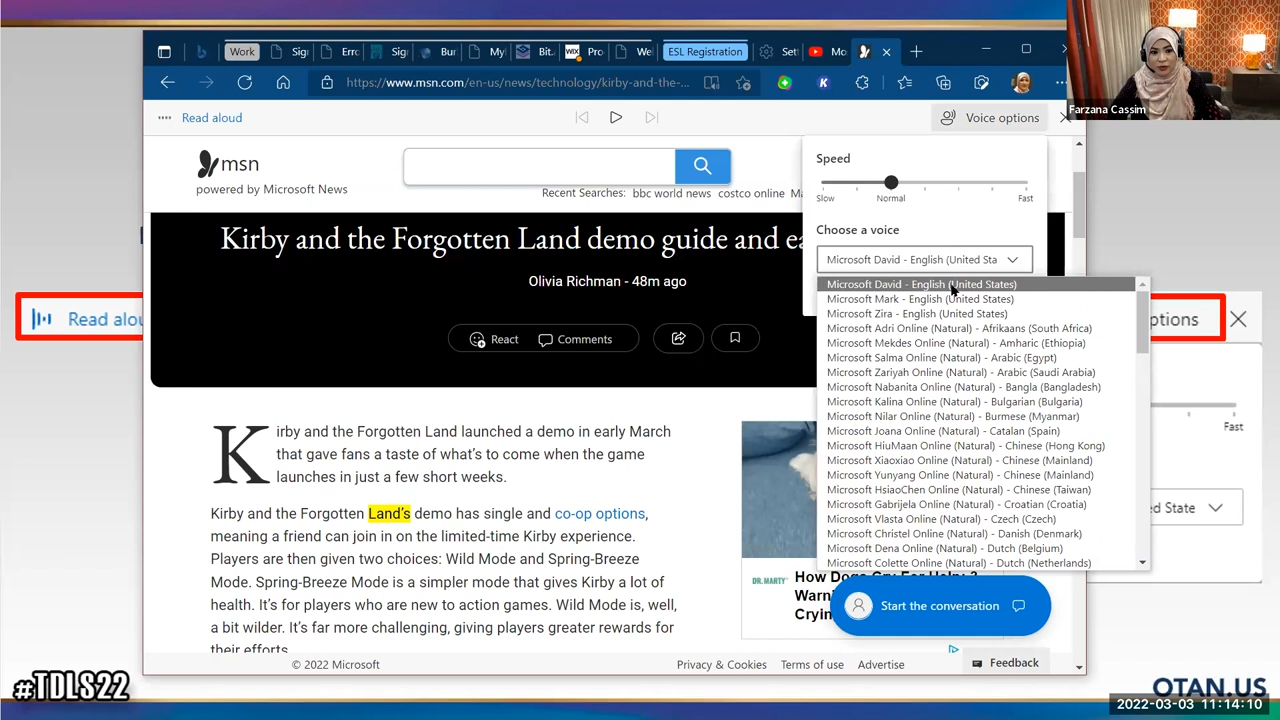 Work
Sig
Erro
Sig
Bui
My
Bit.
WIX
Pro
We
ESL Registration
Set
Mo
https://www.msn.com/en-us/news/technology/kirby-and-the-...
Farzana Cassim
Read aloud
Voice options
msn
powered by Microsoft News
Recent Searches: bbc world news costco online Ma
Speed
Slow
Normal
Fast
Choose a voice
Microsoft David - English (United Sta
Microsoft David - English (United States)
Microsoft Mark - English (United States)
Microsoft Zira - English (United States)
Microsoft Adri Online (Natural) - Afrikaans (South Africa)
Microsoft Mekdes Online (Natural) - Amharic (Ethiopia)
Microsoft Salma Online (Natural) - Arabic (Egypt)
Microsoft Zariyah Online (Natural) - Arabic (Saudi Arabia)
Microsoft Nabanita Online (Natural) - Bangla (Bangladesh)
Microsoft Kalina Online (Natural) - Bulgarian (Bulgaria)
Microsoft Nilar Online (Natural) - Burmese (Myanmar)
Microsoft Joana Online (Natural) - Catalan (Spain)
Microsoft HiuMaan Online (Natural) - Chinese (Hong Kong)
Microsoft Xiaoxiao Online (Natural) - Chinese (Mainland)
Microsoft Yunyang Online (Natural) - Chinese (Mainland)
Microsoft HsiaoChen Online (Natural) - Chinese (Taiwan)
Microsoft Gabrijela Online (Natural) - Croatian (Croatia)
Microsoft Vlasta Online (Natural) - Czech (Czech)
Microsoft Christel Online (Natural) - Danish (Denmark)
Microsoft Dena Online (Natural) - Dutch (Belgium)
Microsoft Colette Online (Natural) - Dutch (Netherlands)
Kirby and the Forgotten Land demo guide and ea
Olivia Richman - 48m ago
React
Comments
Read alou
ptions
Fast
d State
Kirby and the Forgotten Land launched a demo in early March
that gave fans a taste of what's to come when the game
launches in just a few short weeks.
Kirby and the Forgotten Land's demo has single and co-op options,
meaning a friend can join in on the limited-time Kirby experience.
Players are then given two choices: Wild Mode and Spring-Breeze
Mode. Spring-Breeze Mode is a simpler mode that gives Kirby a lot of
health. It's for players who are new to action games. Wild Mode is, well,
a bit wilder. It's far more challenging, giving players greater rewards for
their efforts.
DR. MARTY
How Dogs Cry For Help: 3
Warni
Cryin
Start the conversation
© 2022 Microsoft
Privacy & Cookies
Terms of use
Advertise
Feedback
#TDLS22
OTAN.US
2022-03-03 11:14:10